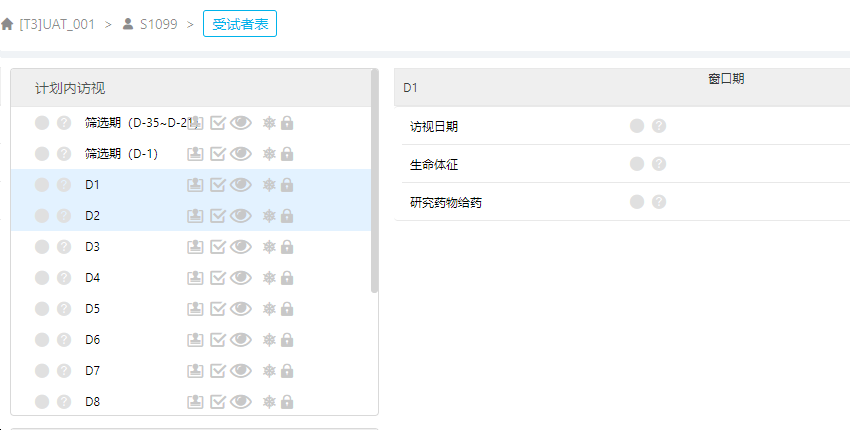 [T3]UAT_001 > S1099 > 受试者表
计划内访视
筛选期（D-35~D-21）
筛选期（D-1）
D1
D2
D3
D4
D5
D6
D7
D8
D1 窗口期
访视日期
生命体征
研究药物给药